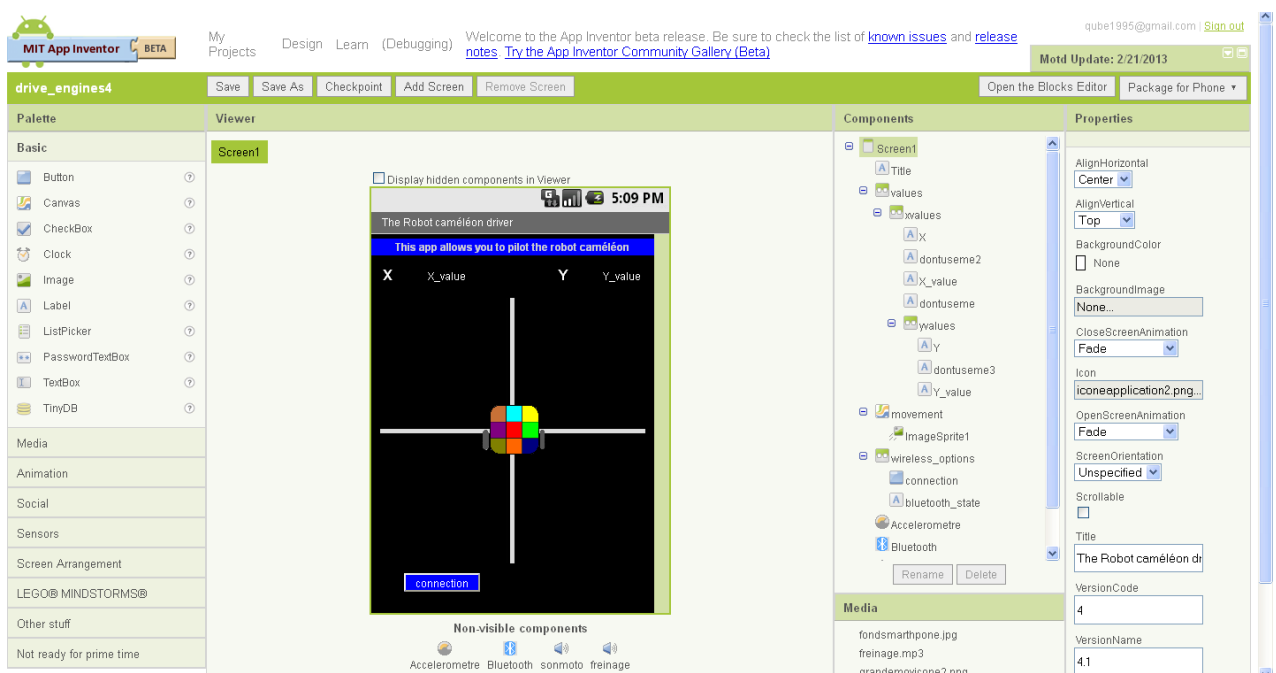 MIT App Inventor BETA
My Projects Design Learn (Debugging)
Welcome to the App Inventor beta release. Be sure to check the list of known issues and release
notes. Try the App Inventor Community Gallery (Beta)
qube1995@gmail.com | Sign out
Motd Update: 2/21/2013
drive_engines4
Save Save As Checkpoint Add Screen Remove Screen
Open the Blocks Editor Package for Phone
Palette
Basic
Button
Canvas
CheckBox
Clock
Image
Label
ListPicker
PasswordTextBox
TextBox
TinyDB
Media
Animation
Social
Sensors
Screen Arrangement
LEGO® MINDSTORMS®
Other stuff
Not ready for prime time
Viewer
Screen1
Display hidden components in Viewer
5:09 PM
The Robot caméléon driver
This app allows you to pilot the robot caméléon
X X_value Y Y_value
connection
Non-visible components
Accelerometre Bluetooth sonmoto freinage
Components
Screen1
Title
values
xvalues
X
dontuseme2
X_value
dontuseme
yvalues
Y
dontuseme3
Y_value
movement
ImageSprite1
wireless_options
connection
bluetooth_state
Accelerometre
Bluetooth
Rename Delete
Media
fondsmarthpone.jpg
freinage.mp3
Properties
AlignHorizontal
Center
AlignVertical
Top
BackgroundColor
None
BackgroundImage
None...
CloseScreenAnimation
Fade
Icon
iconeapplication2.png...
OpenScreenAnimation
Fade
ScreenOrientation
Unspecified
Scrollable
Title
The Robot caméléon dr
VersionCode
4
VersionName
4.1